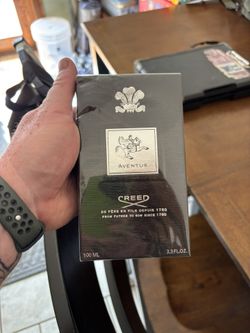 AVENTUS
CREED
DE PÈRE EN FILS DEPUIS 1760
FROM FATHER TO SON SINCE 1760
100 ML 3.3 FL.OZ.